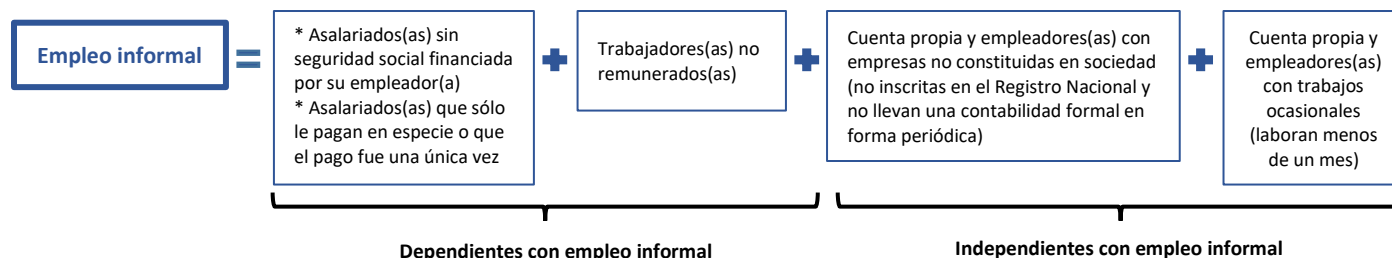 Empleo informal
=
* Asalariados(as) sin
seguridad social financiada
por su empleador(a)
* Asalariados(as) que sólo
le pagan en especie o que
el pago fue una única vez
+
Trabajadores(as) no
remunerados(as)
+
Cuenta propia y empleadores(as) con
empresas no constituidas en sociedad
(no inscritas en el Registro Nacional y
no llevan una contabilidad formal en
forma periódica)
+
Cuenta propia y
empleadores(as)
con trabajos
ocasionales
(laboran menos
de un mes)
Dependientes con empleo informal
Independientes con empleo informal